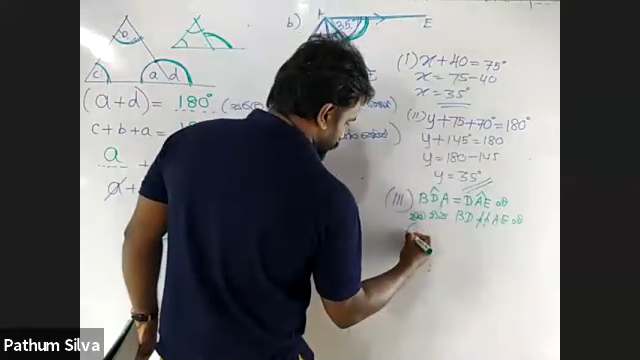 b) A 35° E
b
c a d
(a+d) = 180°
c+b+a =
a +
(I) x + 40 = 75°
x = 75 - 40
x = 35°
(II) y + 75 + 70° = 180°
y + 145° = 180
y = 180 - 145
y = 35°
(III) BD̂A = DÂE වේ
BD // AE වේ
Pathum Silva